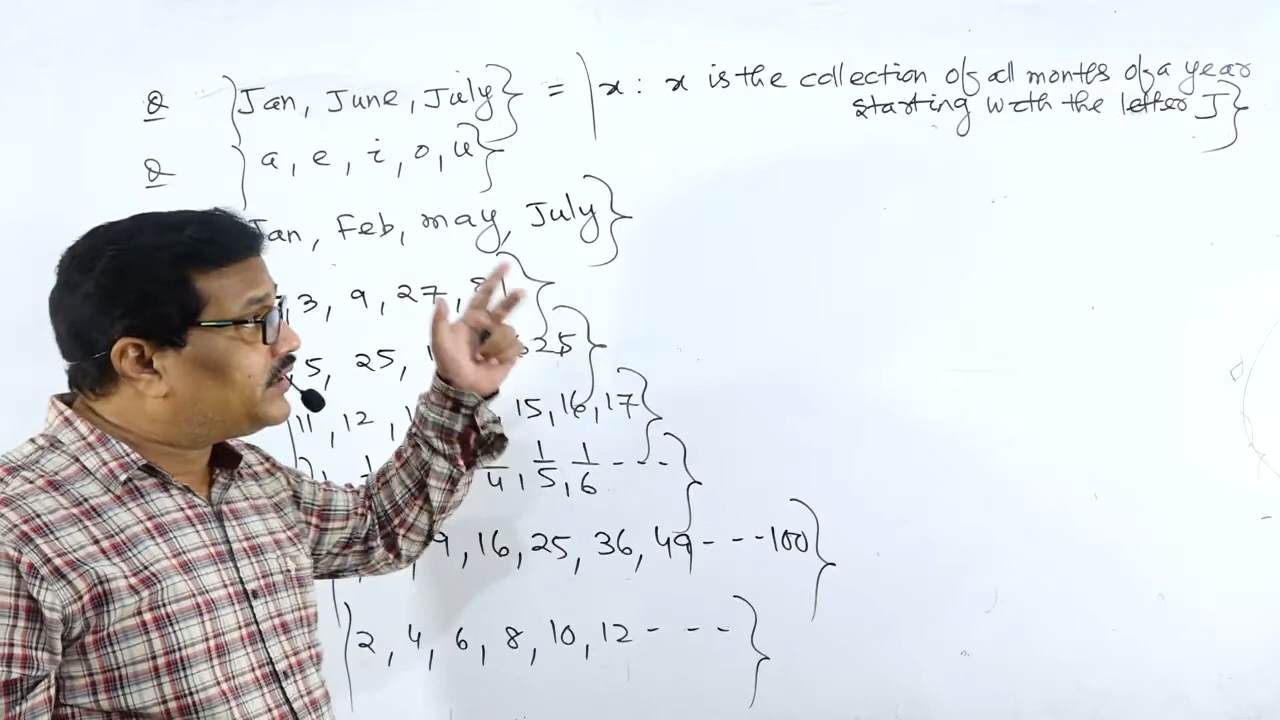 Q {Jan, June, July} = {x : x is the collection of all months of a year
starting with the letter J}
Q {a, e, i, o, u}
Jan, Feb, may, July}
3, 9, 27, 81}
5, 25, 625}
11, 12, 15, 16, 17}
1/5, 1/6 - - - }
9, 16, 25, 36, 49 - - - 100}
{2, 4, 6, 8, 10, 12 - - - }